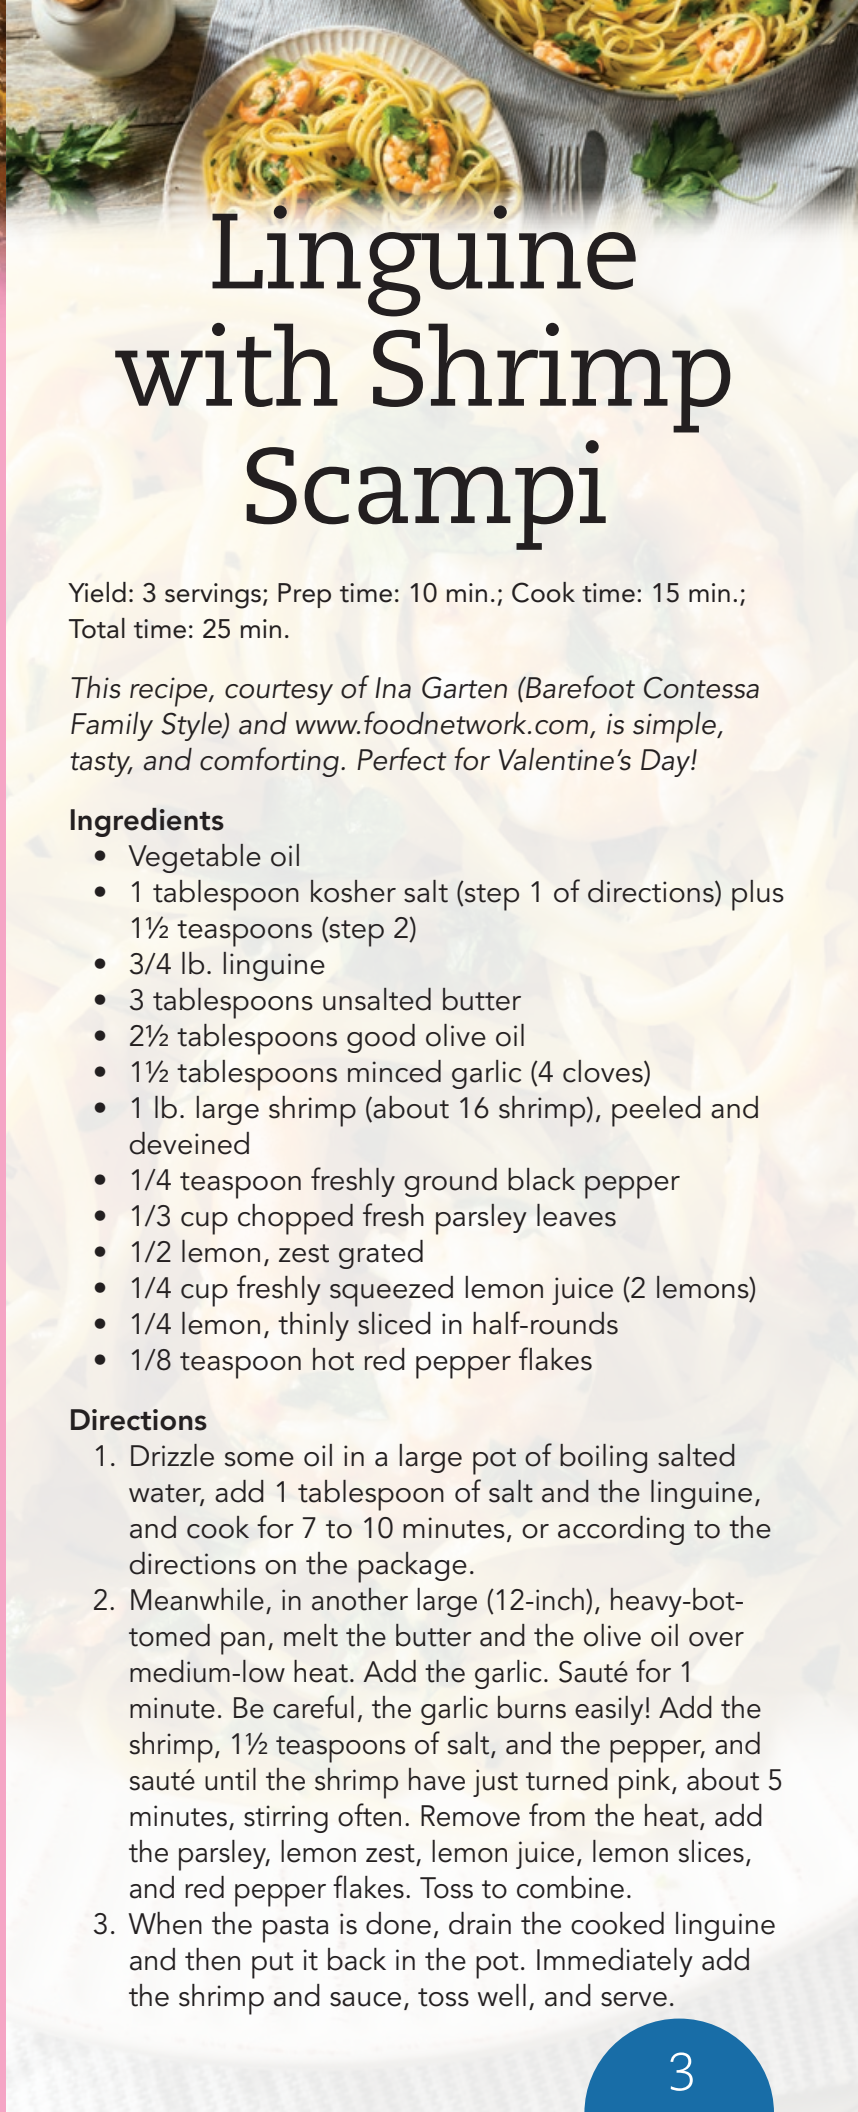 Linguine
with Shrimp
Scampi
Yield: 3 servings; Prep time: 10 min.; Cook time: 15 min.;
Total time: 25 min.
This recipe, courtesy of Ina Garten (Barefoot Contessa
Family Style) and www.foodnetwork.com, is simple,
tasty, and comforting. Perfect for Valentine’s Day!
Ingredients
• Vegetable oil
• 1 tablespoon kosher salt (step 1 of directions) plus
1½ teaspoons (step 2)
• 3/4 lb. linguine
• 3 tablespoons unsalted butter
• 2½ tablespoons good olive oil
• 1½ tablespoons minced garlic (4 cloves)
• 1 lb. large shrimp (about 16 shrimp), peeled and
deveined
• 1/4 teaspoon freshly ground black pepper
• 1/3 cup chopped fresh parsley leaves
• 1/2 lemon, zest grated
• 1/4 cup freshly squeezed lemon juice (2 lemons)
• 1/4 lemon, thinly sliced in half-rounds
• 1/8 teaspoon hot red pepper flakes
Directions
1. Drizzle some oil in a large pot of boiling salted
water, add 1 tablespoon of salt and the linguine,
and cook for 7 to 10 minutes, or according to the
directions on the package.
2. Meanwhile, in another large (12-inch), heavy-bot-
tomed pan, melt the butter and the olive oil over
medium-low heat. Add the garlic. Sauté for 1
minute. Be careful, the garlic burns easily! Add the
shrimp, 1½ teaspoons of salt, and the pepper, and
sauté until the shrimp have just turned pink, about 5
minutes, stirring often. Remove from the heat, add
the parsley, lemon zest, lemon juice, lemon slices,
and red pepper flakes. Toss to combine.
3. When the pasta is done, drain the cooked linguine
and then put it back in the pot. Immediately add
the shrimp and sauce, toss well, and serve.
3